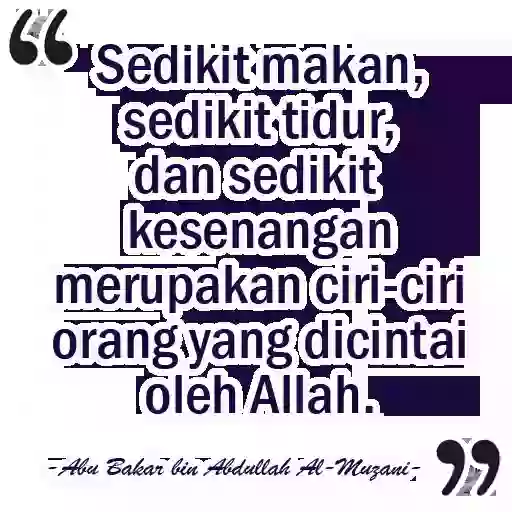 Sedikit makan,
sedikit tidur,
dan sedikit
kesenangan
merupakan ciri-ciri
orang yang dicintai
oleh Allah.
-Abu Bakar bin Abdullah Al-Muzani-